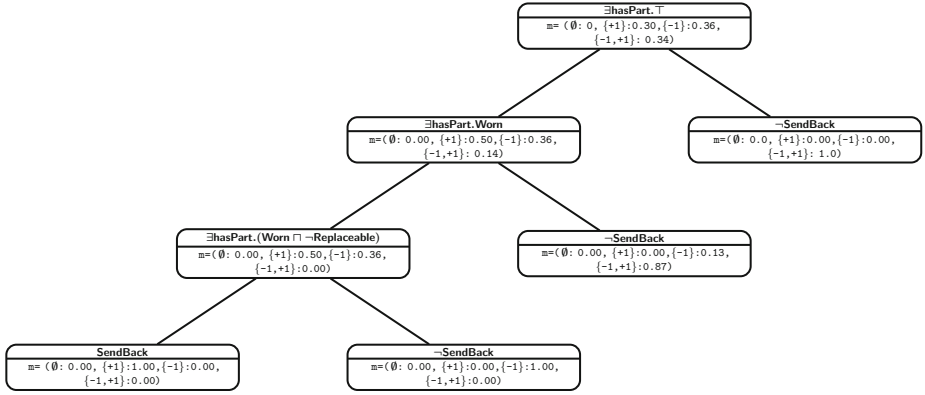 ∃hasPart.⊤
m= (∅: 0, {+1}:0.30,{-1}:0.36,
{-1,+1}: 0.34)
∃hasPart.Worn
m=(∅: 0.00, {+1}:0.50,{-1}:0.36,
{-1,+1}: 0.14)
¬SendBack
m=(∅: 0.0, {+1}:0.00,{-1}:0.00,
{-1,+1}: 1.0)
∃hasPart.(Worn ⊓ ¬Replaceable)
m=(∅: 0.00, {+1}:0.50,{-1}:0.36,
{-1,+1}:0.00)
¬SendBack
m=(∅: 0.00, {+1}:0.00,{-1}:0.13,
{-1,+1}:0.87)
SendBack
m= (∅: 0.00, {+1}:1.00,{-1}:0.00,
{-1,+1}:0.00)
¬SendBack
m=(∅: 0.00, {+1}:0.00,{-1}:1.00,
{-1,+1}:0.00)